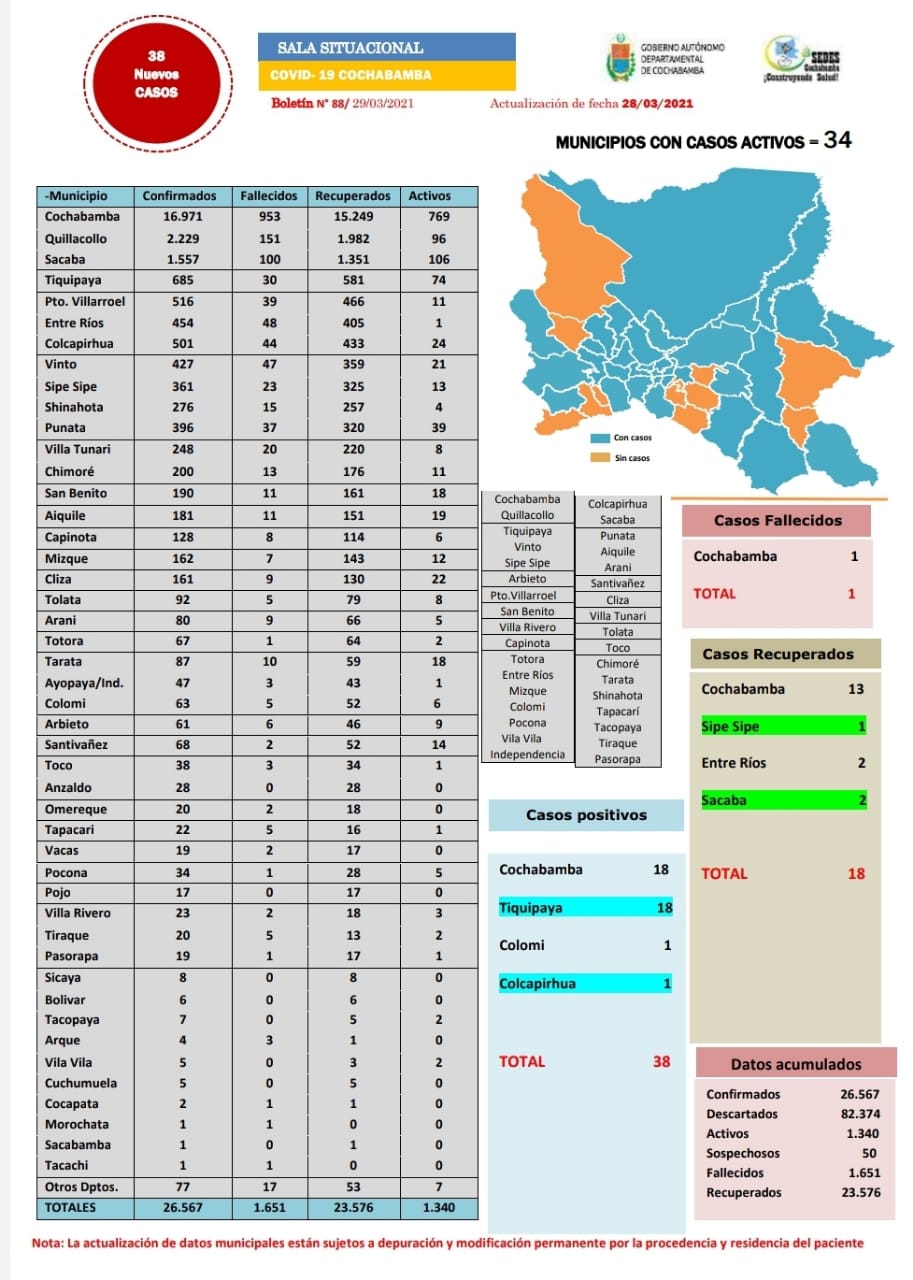 38
Nuevos
CASOS
SALA SITUACIONAL
COVID- 19 COCHABAMBA
Boletín N° 88/ 29/03/2021
Actualización de fecha 28/03/2021
GOBIERNO AUTÓNOMO
DEPARTAMENTAL
DE COCHABAMBA
SEDES
Cochabamba
¡Construyendo Salud!
MUNICIPIOS CON CASOS ACTIVOS = 34
-Municipio Confirmados Fallecidos Recuperados Activos
Cochabamba 16.971 953 15.249 769
Quillacollo 2.229 151 1.982 96
Sacaba 1.557 100 1.351 106
Tiquipaya 685 30 581 74
Pto. Villarroel 516 39 466 11
Entre Ríos 454 48 405 1
Colcapirhua 501 44 433 24
Vinto 427 47 359 21
Sipe Sipe 361 23 325 13
Shinahota 276 15 257 4
Punata 396 37 320 39
Villa Tunari 248 20 220 8
Chimoré 200 13 176 11
San Benito 190 11 161 18
Aiquile 181 11 151 19
Capinota 128 8 114 6
Mizque 162 7 143 12
Cliza 161 9 130 22
Tolata 92 5 79 8
Arani 80 9 66 5
Totora 67 1 64 2
Tarata 87 10 59 18
Ayopaya/Ind. 47 3 43 1
Colomi 63 5 52 6
Arbieto 61 6 46 9
Santivañez 68 2 52 14
Toco 38 3 34 1
Anzaldo 28 0 28 0
Omereque 20 2 18 0
Tapacari 22 5 16 1
Vacas 19 2 17 0
Pocona 34 1 28 5
Pojo 17 0 17 0
Villa Rivero 23 2 18 3
Tiraque 20 5 13 2
Pasorapa 19 1 17 1
Sicaya 8 0 8 0
Bolivar 6 0 6 0
Tacopaya 7 0 5 2
Arque 4 3 1 0
Vila Vila 5 0 3 2
Cuchumuela 5 0 5 0
Cocapata 2 1 1 0
Morochata 1 1 0 0
Sacabamba 1 0 1 0
Tacachi 1 1 0 0
Otros Dptos. 77 17 53 7
TOTALES 26.567 1.651 23.576 1.340
Con casos
Sin casos
Cochabamba
Quillacollo
Tiquipaya
Vinto
Sipe Sipe
Arbieto
Pto.Villarroel
San Benito
Villa Rivero
Capinota
Totora
Entre Ríos
Mizque
Colomi
Pocona
Vila Vila
Independencia
Colcapirhua
Sacaba
Punata
Aiquile
Arani
Santivañez
Cliza
Villa Tunari
Tolata
Toco
Chimoré
Tarata
Shinahota
Tapacarí
Tacopaya
Tiraque
Pasorapa
Casos Fallecidos
Cochabamba 1
TOTAL 1
Casos Recuperados
Cochabamba 13
Sipe Sipe 1
Entre Ríos 2
Sacaba 2
TOTAL 18
Casos positivos
Cochabamba 18
Tiquipaya 18
Colomi 1
Colcapirhua 1
TOTAL 38
Datos acumulados
Confirmados 26.567
Descartados 82.374
Activos 1.340
Sospechosos 50
Fallecidos 1.651
Recuperados 23.576
Nota: La actualización de datos municipales están sujetos a depuración y modificación permanente por la procedencia y residencia del paciente